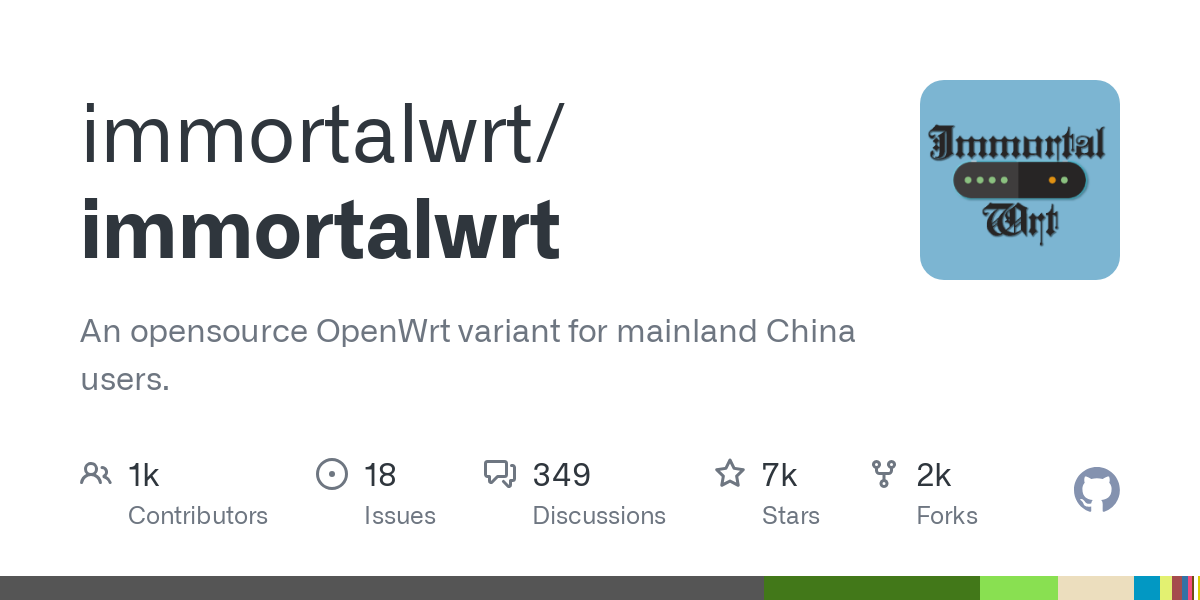 immortalwrt/
immortalwrt
Immortal
Wrt
An opensource OpenWrt variant for mainland China
users.
1k
Contributors
18
Issues
349
Discussions
7k
Stars
2k
Forks